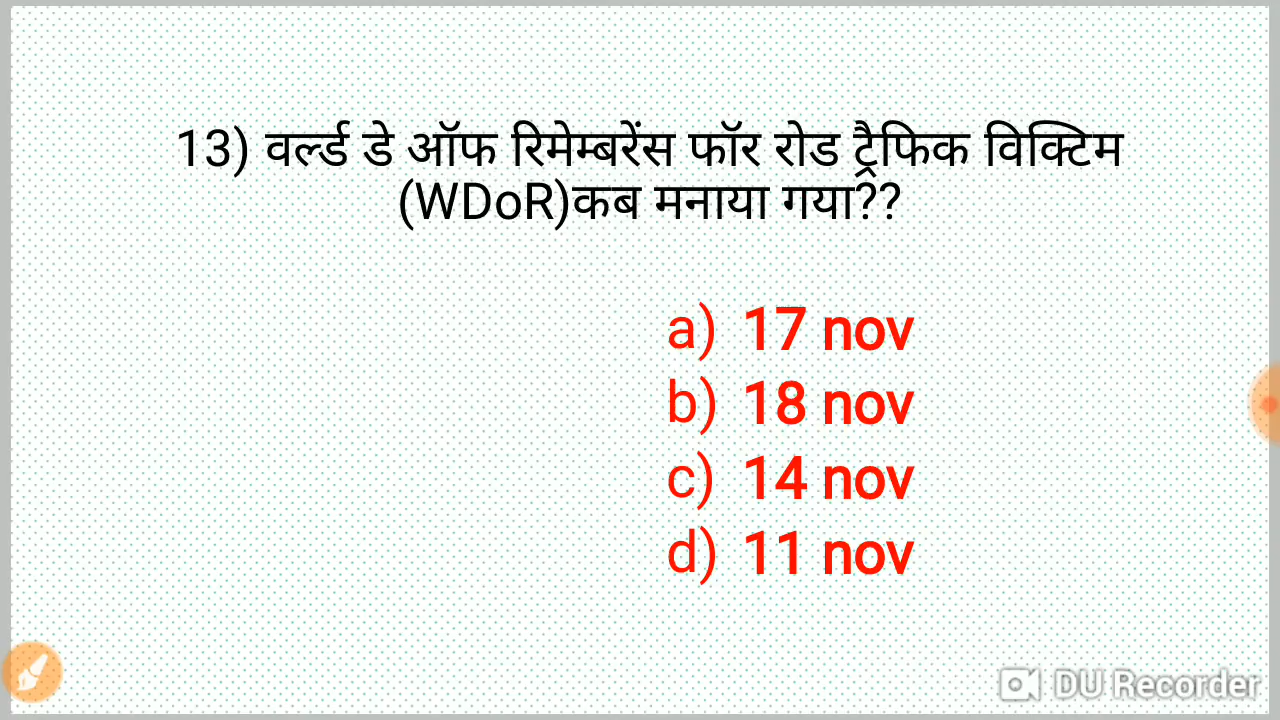 13) वर्ल्ड डे ऑफ रिमेम्बरेंस फॉर रोड ट्रैफिक विक्टिम
(WDoR)कब मनाया गया??
a) 17 nov
b) 18 nov
c) 14 nov
d) 11 nov
DU Recorder